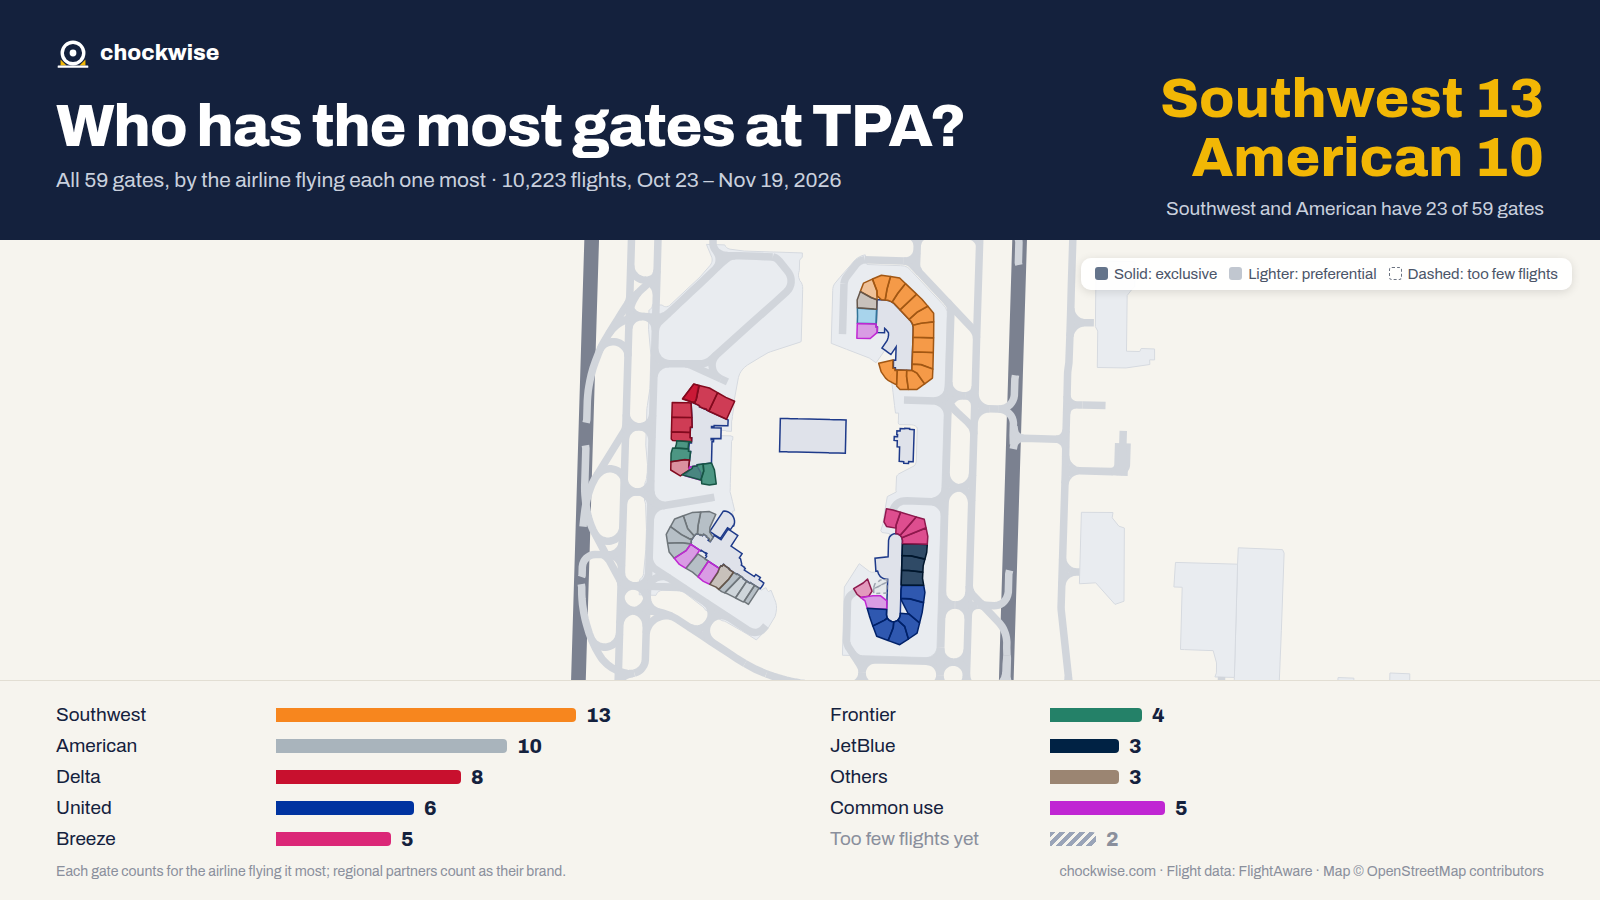 chockwise
Who has the most gates at TPA?
All 59 gates, by the airline flying each one most · 10,223 flights, Oct 23 – Nov 19, 2026
Southwest 13
American 10
Southwest and American have 23 of 59 gates
Solid: exclusive
Lighter: preferential
Dashed: too few flights
Southwest 13
American 10
Delta 8
United 6
Breeze 5
Frontier 4
JetBlue 3
Others 3
Common use 5
Too few flights yet 2
Each gate counts for the airline flying it most; regional partners count as their brand.
chockwise.com · Flight data: FlightAware · Map © OpenStreetMap contributors